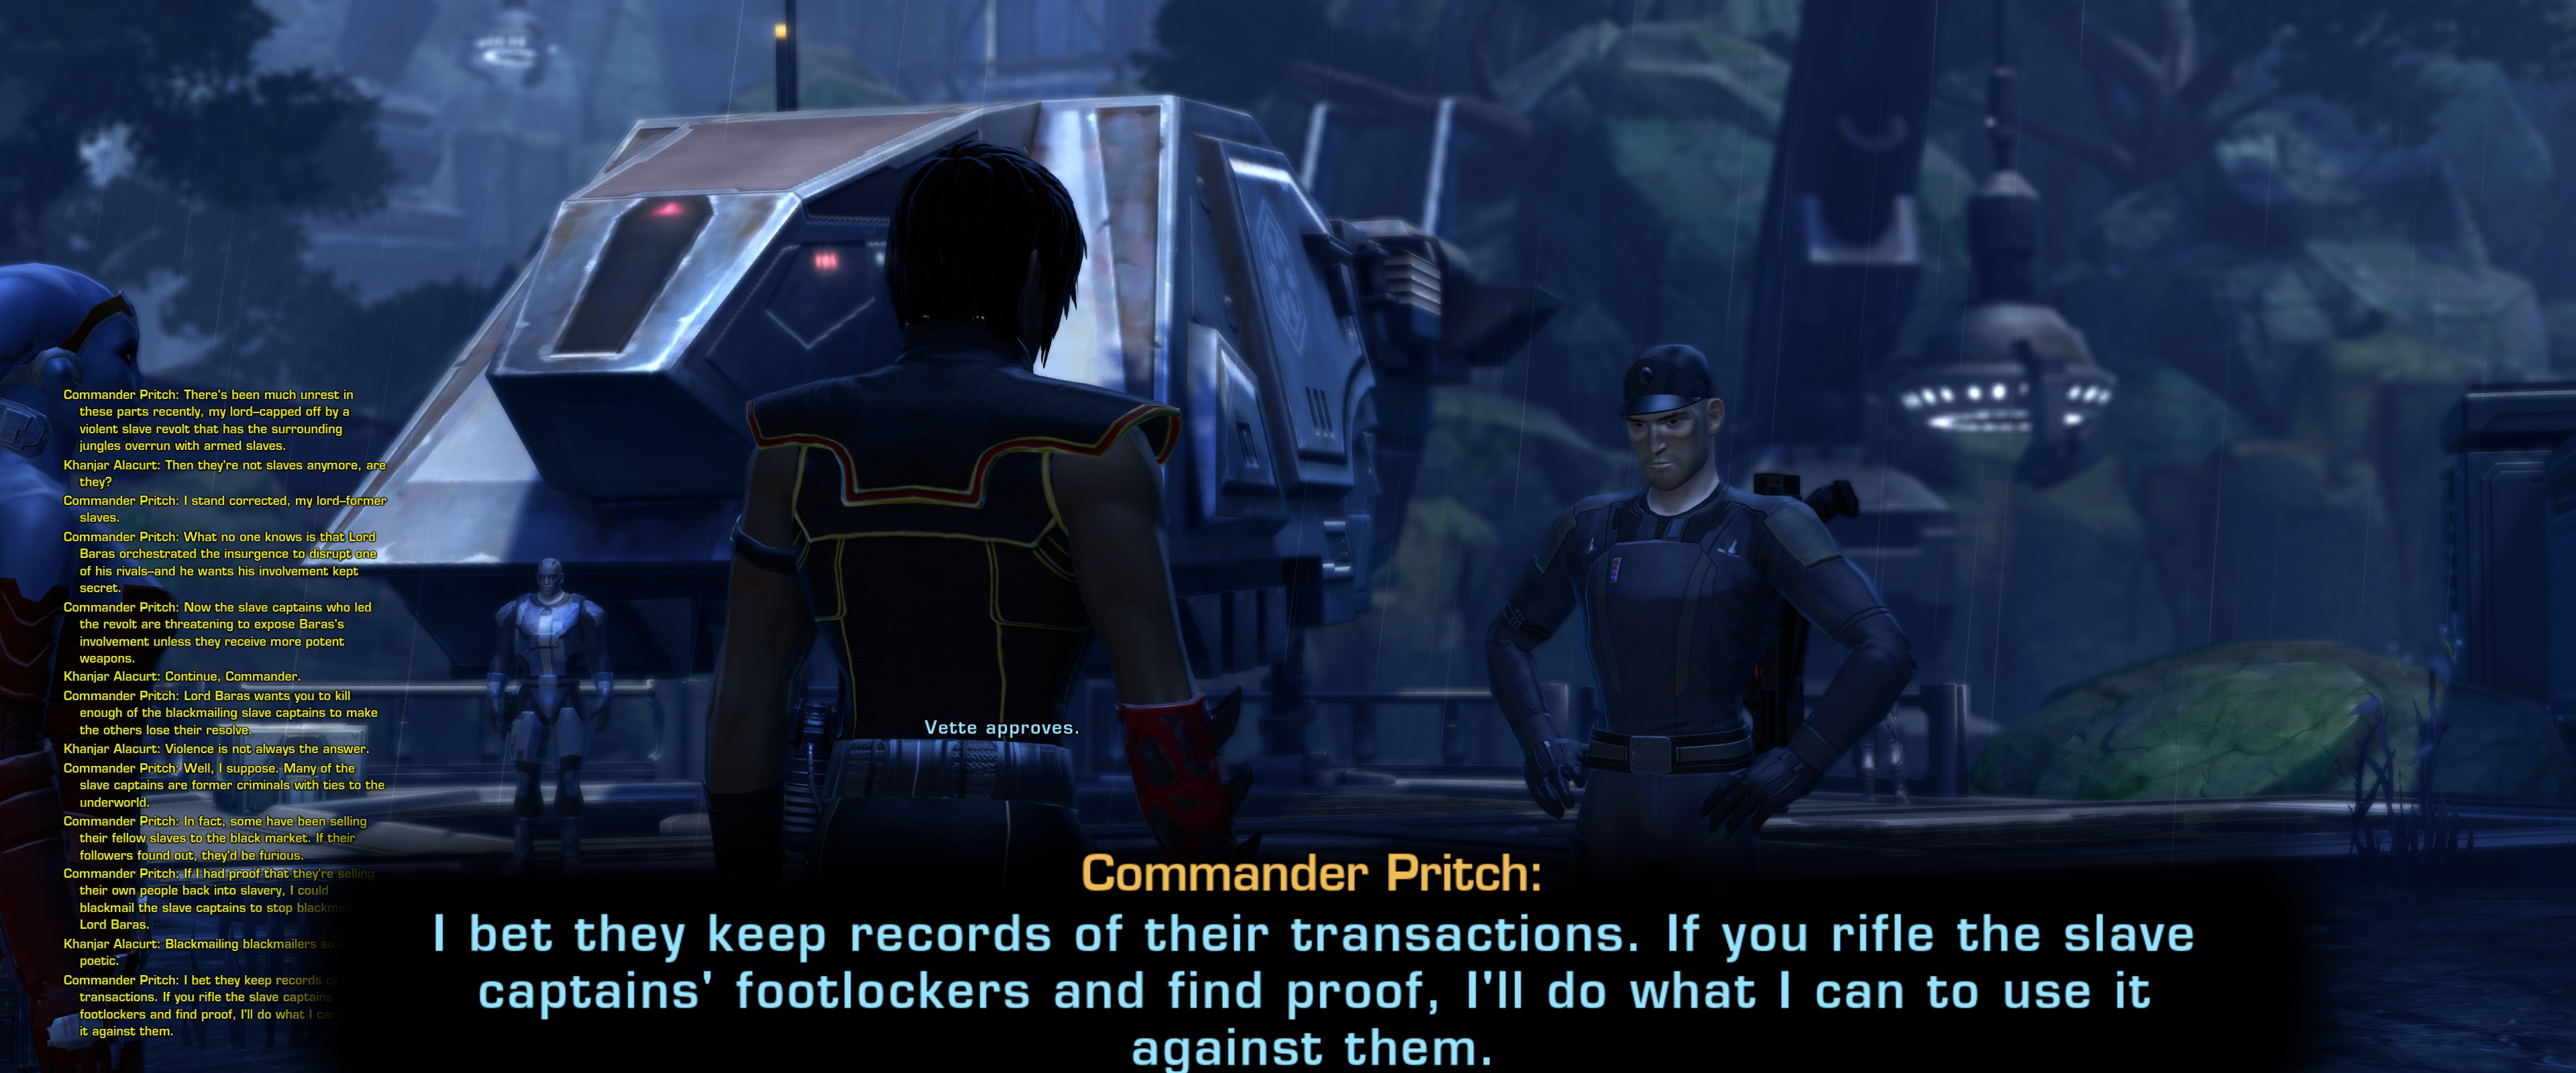 Commander Pritch: There's been much unrest in
these parts recently, my lord–capped off by a
violent slave revolt that has the surrounding
jungles overrun with armed slaves.
Khanjar Alacurt: Then they're not slaves anymore, are
they?
Commander Pritch: I stand corrected, my lord–former
slaves.
Commander Pritch: What no one knows is that Lord
Baras orchestrated the insurgence to disrupt one
of his rivals–and he wants his involvement kept
secret.
Commander Pritch: Now the slave captains who led
the revolt are threatening to expose Baras's
involvement unless they receive more potent
weapons.
Khanjar Alacurt: Continue, Commander.
Commander Pritch: Lord Baras wants you to kill
enough of the blackmailing slave captains to make
the others lose their resolve.
Khanjar Alacurt: Violence is not always the answer.
Commander Pritch: Well, I suppose. Many of the
slave captains are former criminals with ties to the
underworld.
Commander Pritch: In fact, some have been selling
their fellow slaves to the black market. If their
followers found out, they'd be furious.
Commander Pritch: If I had proof that they're selling
their own people back into slavery, I could
blackmail the slave captains to stop
Lord Baras.
Khanjar Alacurt: Blackmailing blackmailers
poetic.
Commander Pritch: I bet they keep records of
transactions. If you rifle the slave captains'
footlockers and find proof, I'll do what I can
it against them.
Vette approves.
Commander Pritch:
I bet they keep records of their transactions. If you rifle the slave
captains' footlockers and find proof, I'll do what I can to use it
against them.